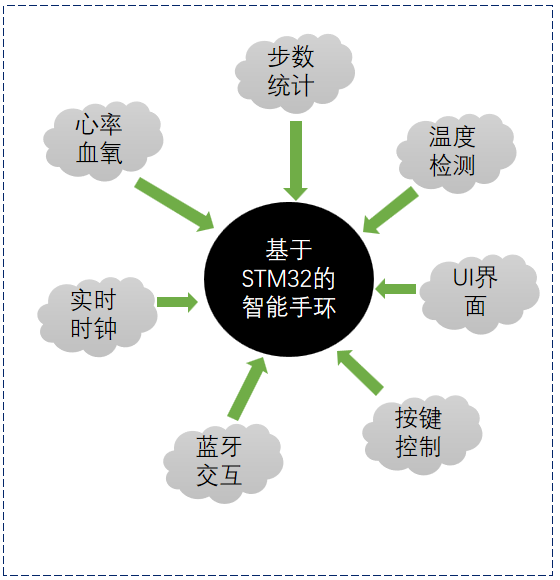 步数
统计
心率
血氧
温度
检测
基于
STM32的
智能手环
实时
时钟
UI界
面
蓝牙
交互
按键
控制